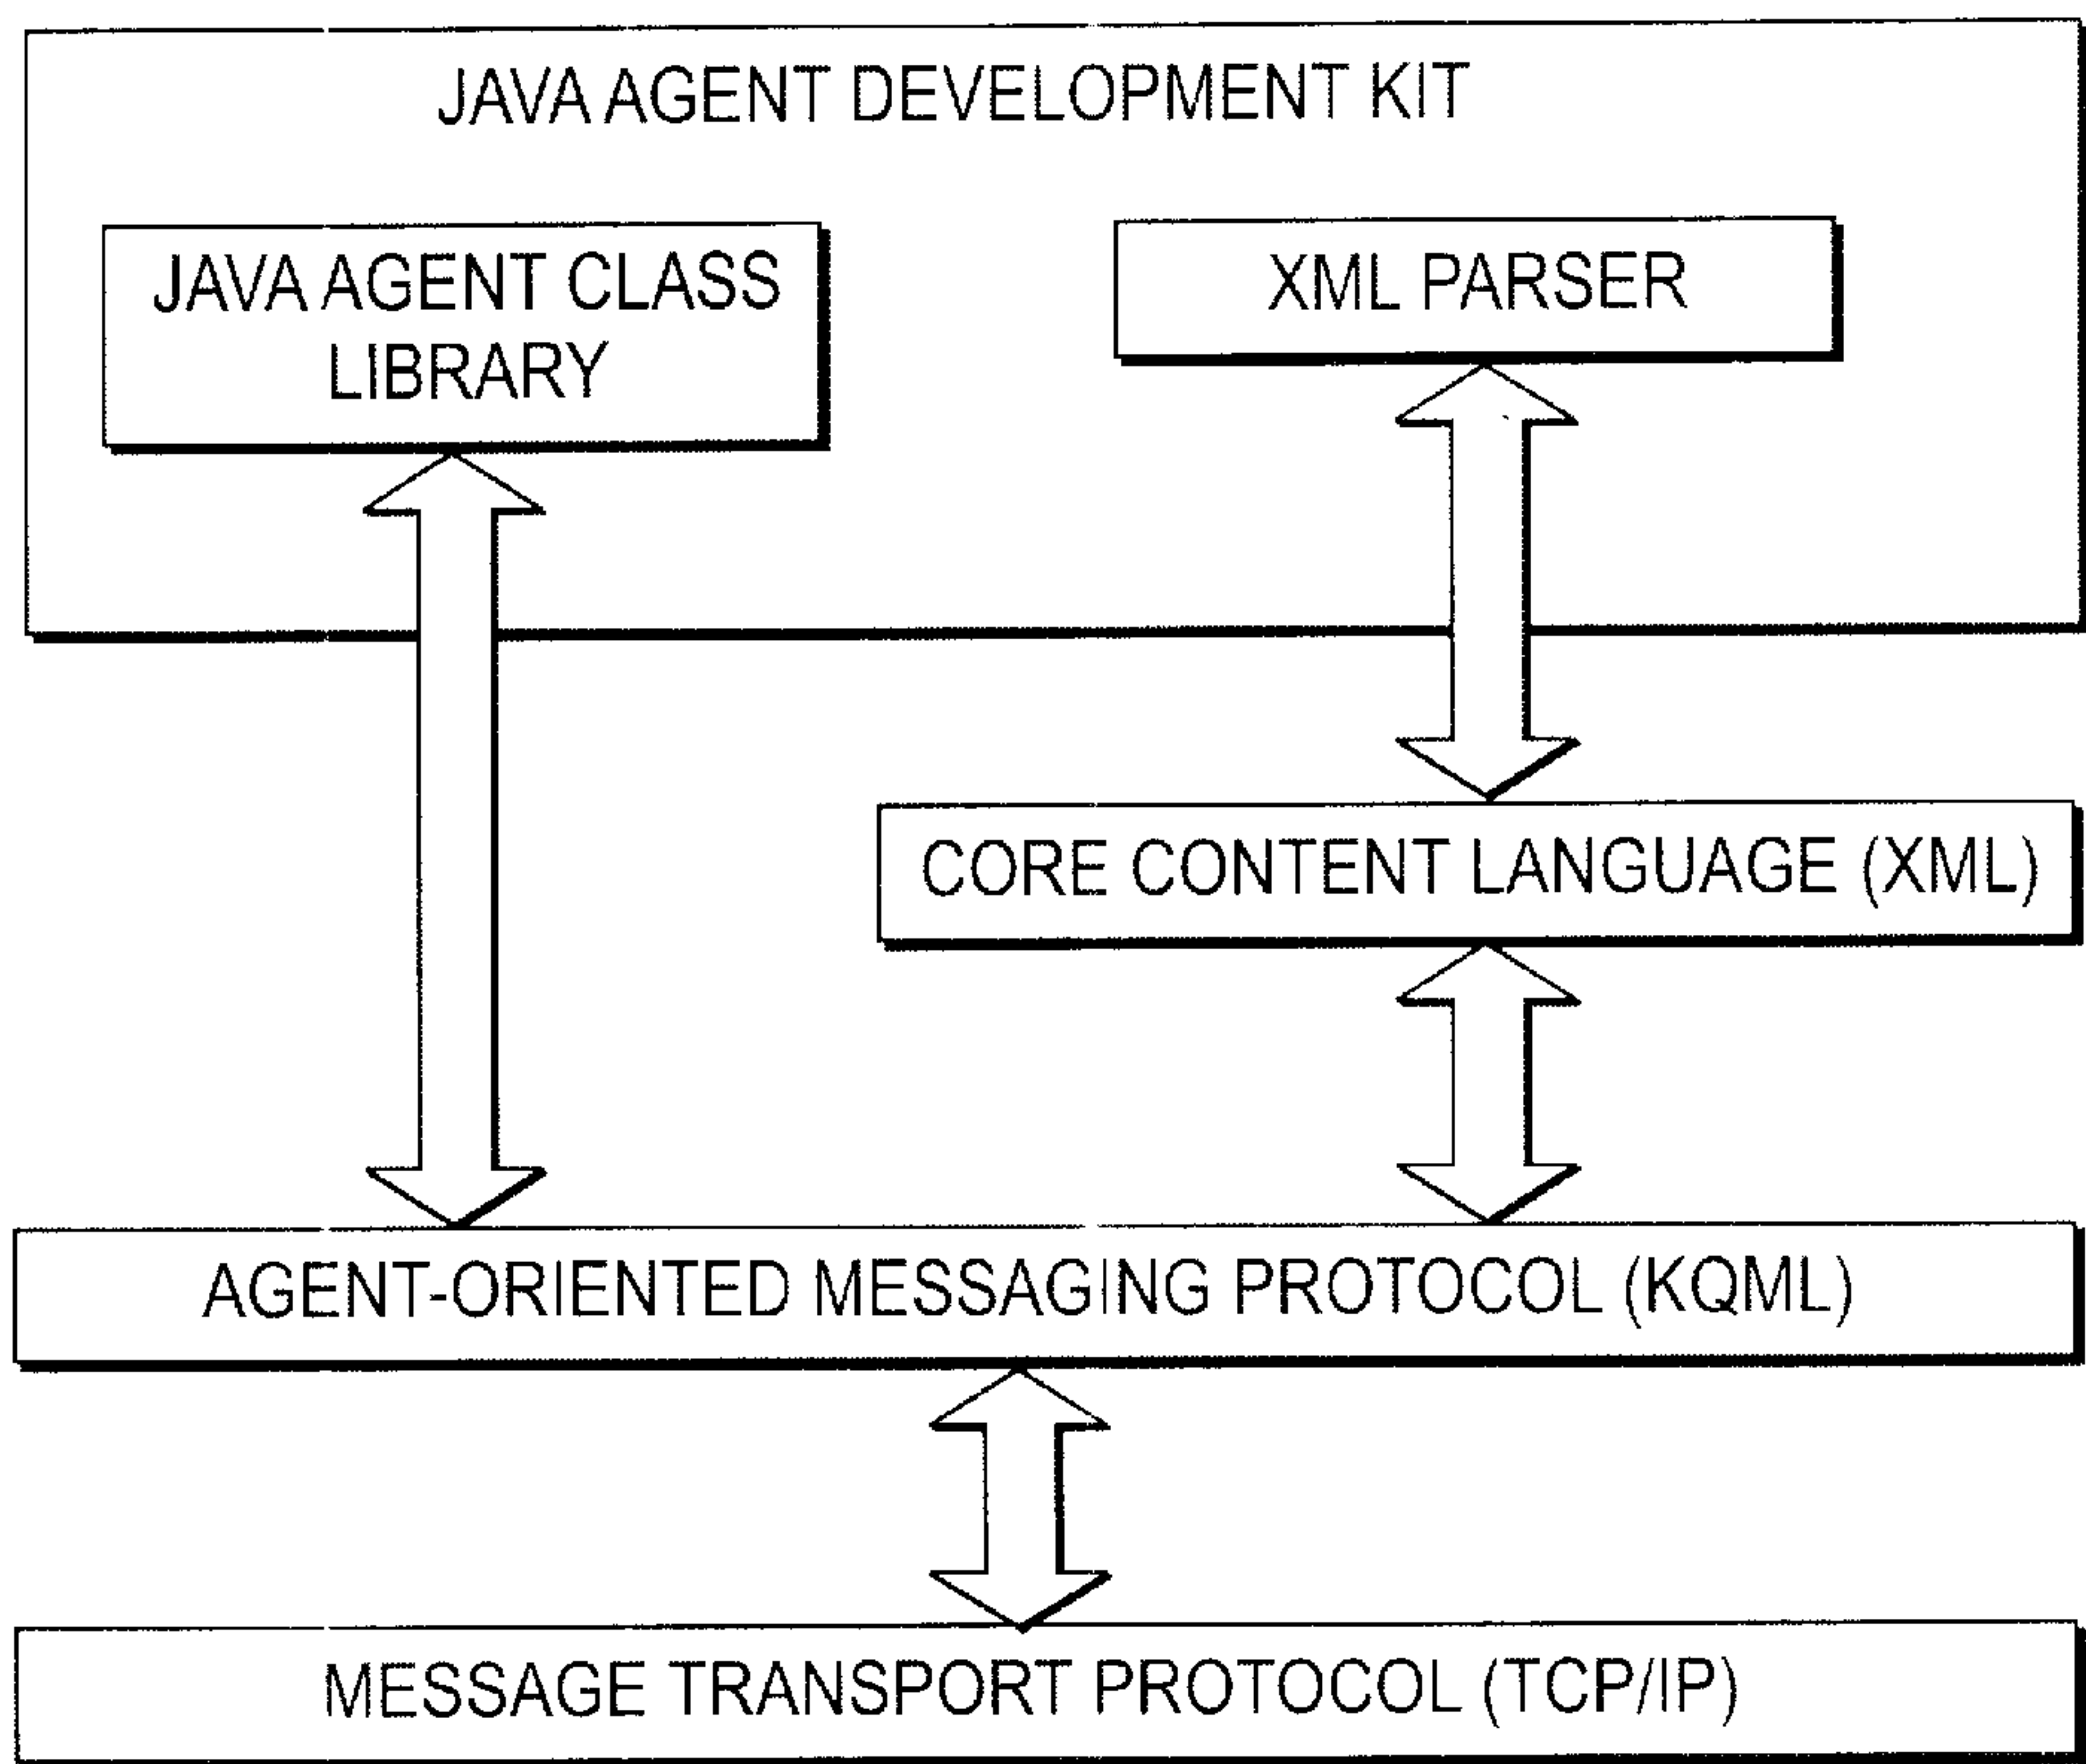 JAVA AGENT DEVELOPMENT KIT
JAVA AGENT CLASS
LIBRARY
XML PARSER
CORE CONTENT LANGUAGE (XML)
AGENT-ORIENTED MESSAGING PROTOCOL (KQML)
MESSAGE TRANSPORT PROTOCOL (TCP/IP)